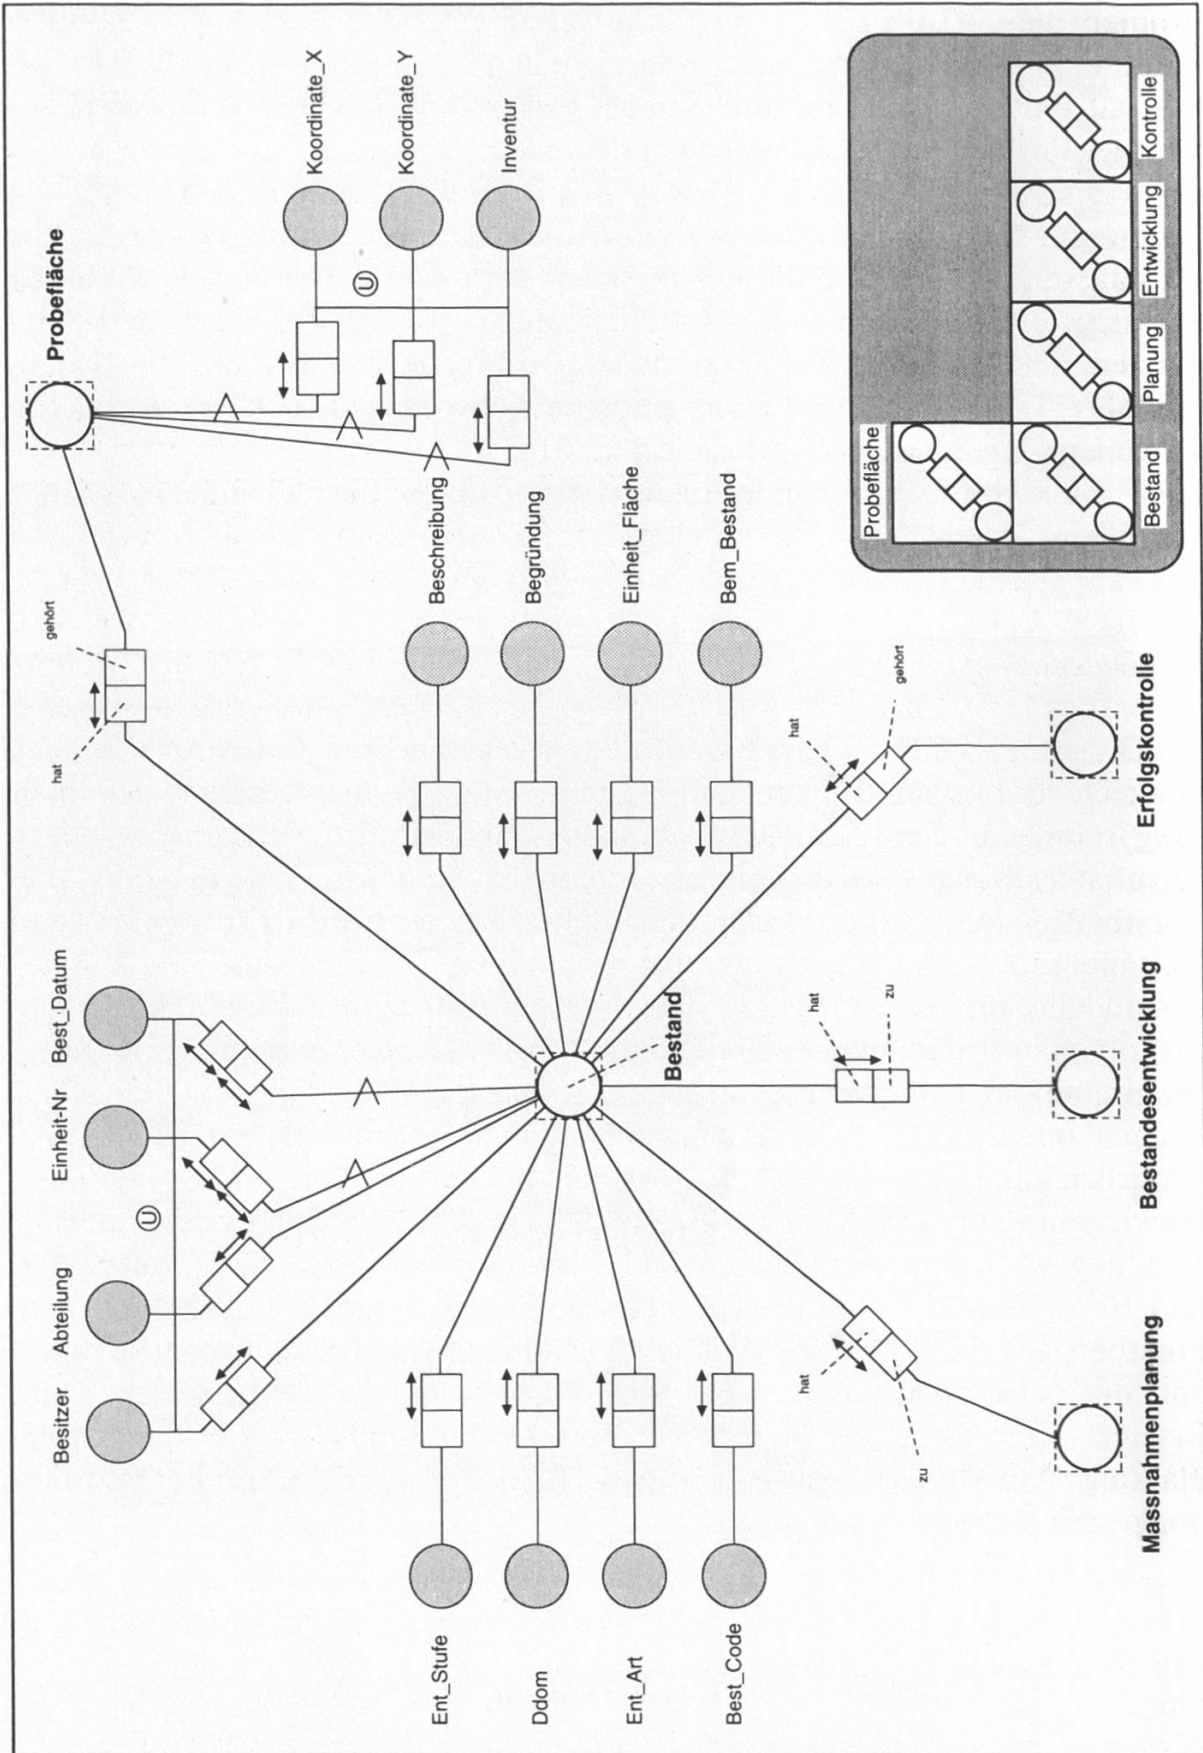 Besitzer
Abteilung
Einheit-Nr
Best_Datum
U
hat
gehört
Probefläche
Koordinate_X
Koordinate_Y
Inventur
U
Ent_Stufe
Ddom
Ent_Art
Best_Code
Bestand
Beschreibung
Begründung
Einheit_Fläche
Bem_Bestand
hat
zu
Massnahmenplanung
hat
zu
Bestandesentwicklung
hat
gehört
Erfolgskontrolle
Probefläche
Bestand
Planung
Entwicklung
Kontrolle